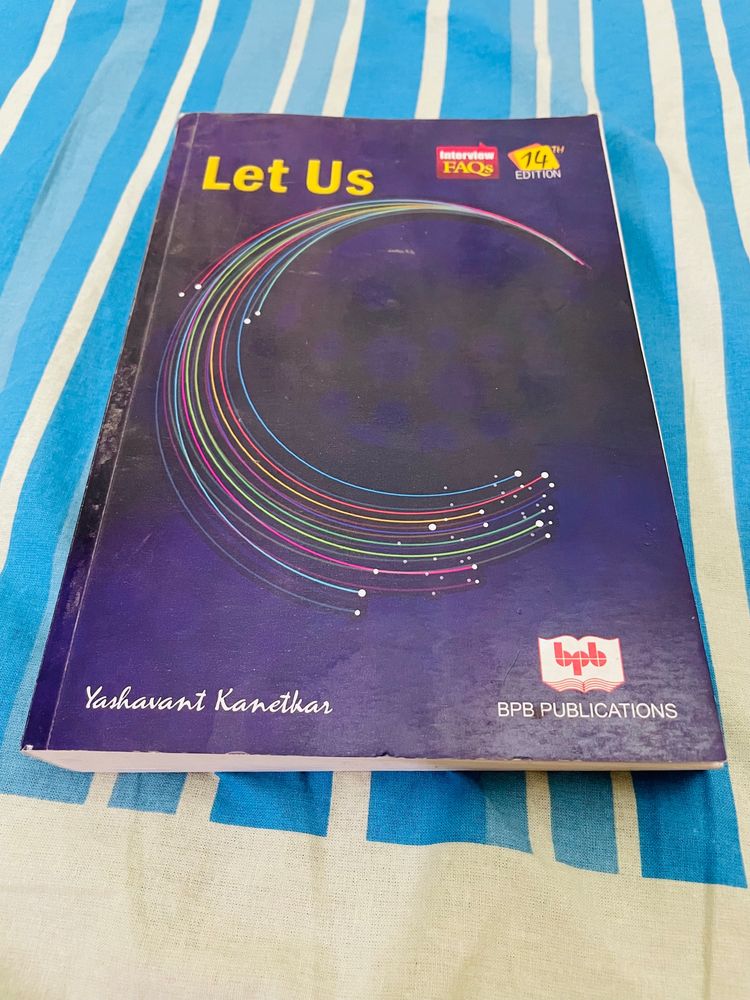 Let Us
Interview
FAQs
14TH
EDITION
Yashavant Kanetkar
bpb
BPB PUBLICATIONS